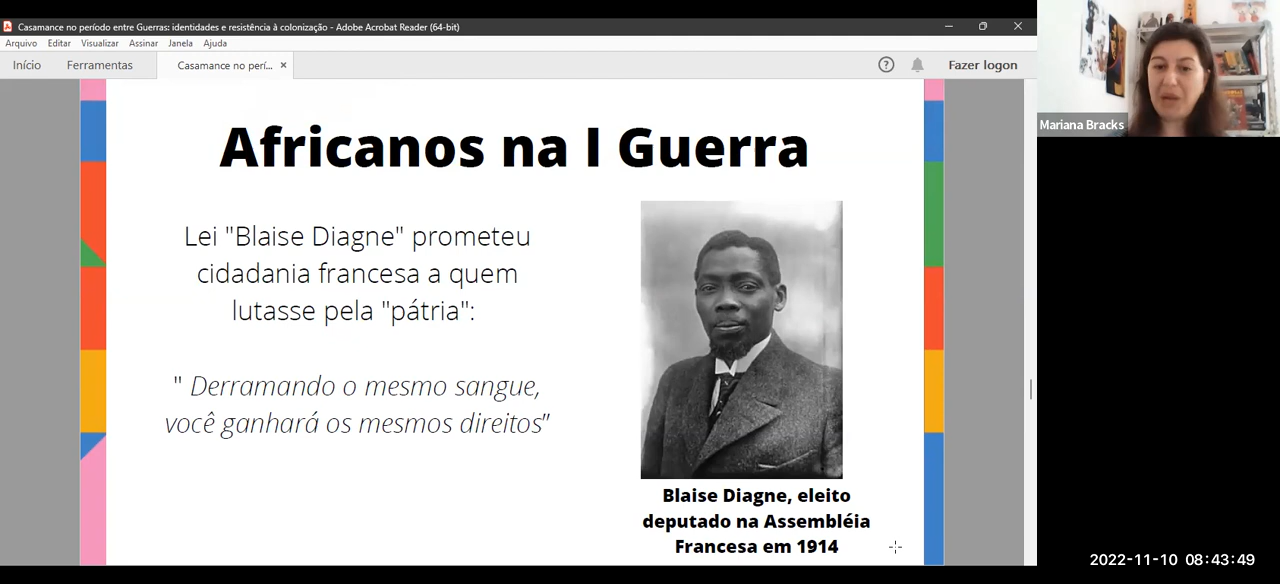 Casamance no período entre Guerras: identidades e resistência à colonização - Adobe Acrobat Reader (64-bit)
Arquivo Editar Visualizar Assinar Janela Ajuda
Início Ferramentas Casamance no perí... × ? Fazer logon
Mariana Bracks
Africanos na I Guerra
Lei "Blaise Diagne" prometeu
cidadania francesa a quem
lutasse pela "pátria":
" Derramando o mesmo sangue,
você ganhará os mesmos direitos"
Blaise Diagne, eleito
deputado na Assembléia
Francesa em 1914
2022-11-10 08:43:49